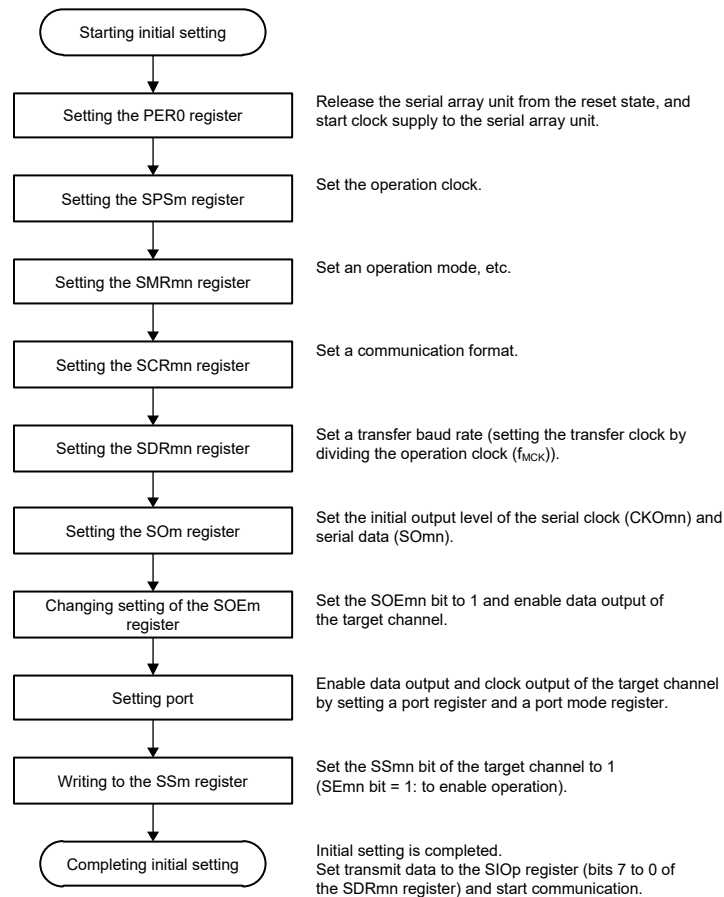 Starting initial setting
Setting the PER0 register
Release the serial array unit from the reset state, and
start clock supply to the serial array unit.
Setting the SPSm register
Set the operation clock.
Setting the SMRmn register
Set an operation mode, etc.
Setting the SCRmn register
Set a communication format.
Setting the SDRmn register
Set a transfer baud rate (setting the transfer clock by
dividing the operation clock (fMCK)).
Setting the SOm register
Set the initial output level of the serial clock (CKOmn) and
serial data (SOmn).
Changing setting of the SOEm
register
Set the SOEmn bit to 1 and enable data output of
the target channel.
Setting port
Enable data output and clock output of the target channel
by setting a port register and a port mode register.
Writing to the SSm register
Set the SSmn bit of the target channel to 1
(SEmn bit = 1: to enable operation).
Completing initial setting
Initial setting is completed.
Set transmit data to the SIOp register (bits 7 to 0 of
the SDRmn register) and start communication.